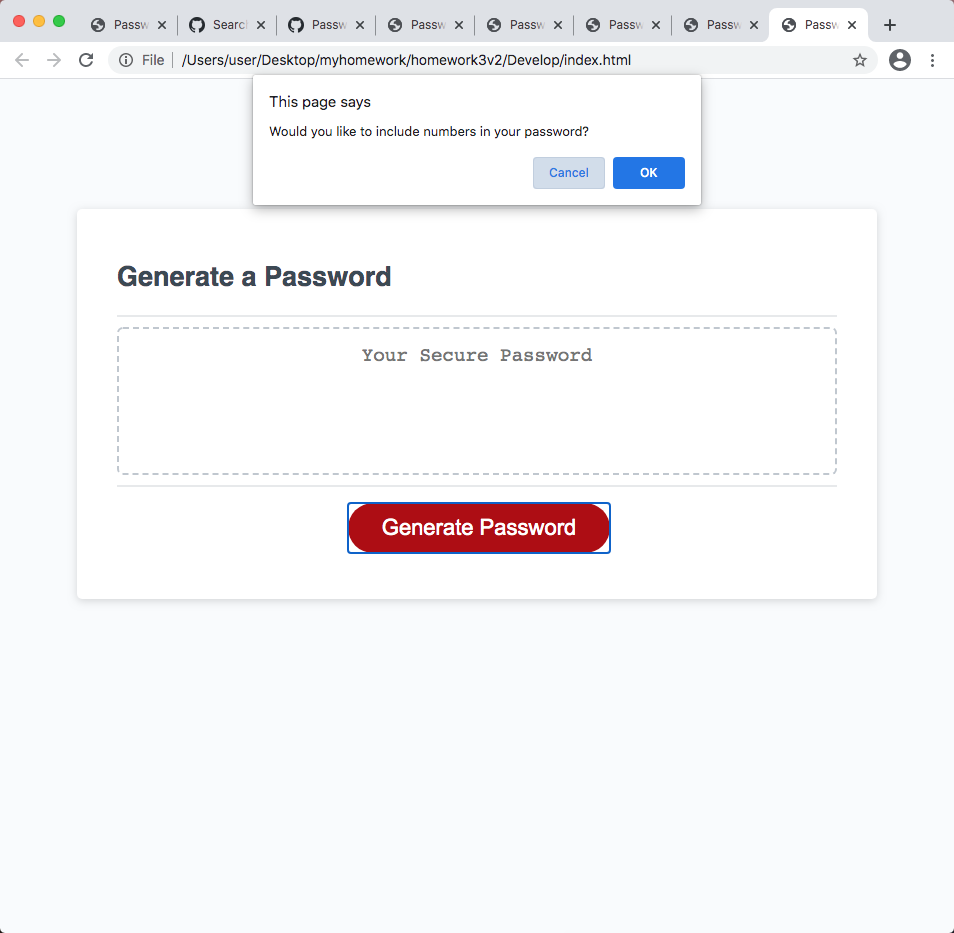 Passw Searc Passw Passw Passw Passw Passw Passw
File /Users/user/Desktop/myhomework/homework3v2/Develop/index.html
This page says
Would you like to include numbers in your password?
Cancel OK
Generate a Password
Your Secure Password
Generate Password